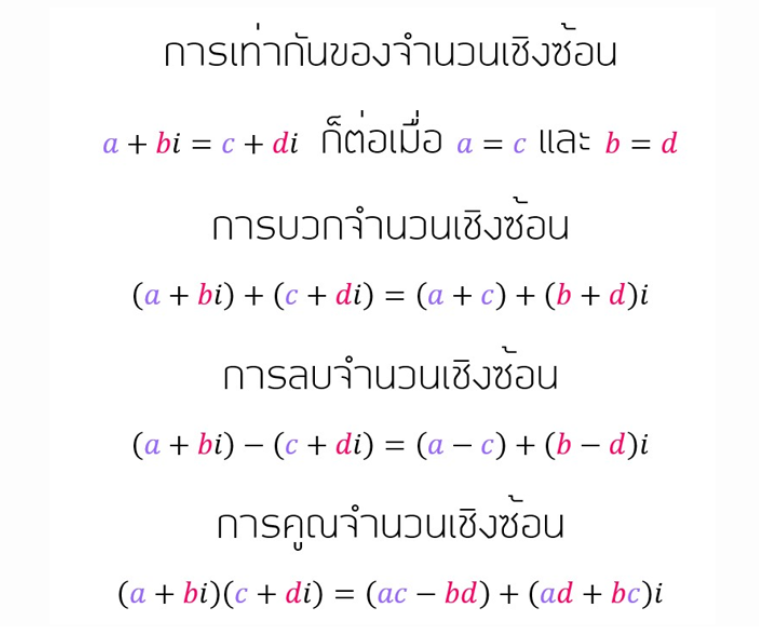 การเท่ากันของจำนวนเชิงซ้อน
a + bi = c + di ก็ต่อเมื่อ a = c และ b = d
การบวกจำนวนเชิงซ้อน
(a + bi) + (c + di) = (a + c) + (b + d)i
การลบจำนวนเชิงซ้อน
(a + bi) − (c + di) = (a − c) + (b − d)i
การคูณจำนวนเชิงซ้อน
(a + bi)(c + di) = (ac − bd) + (ad + bc)i